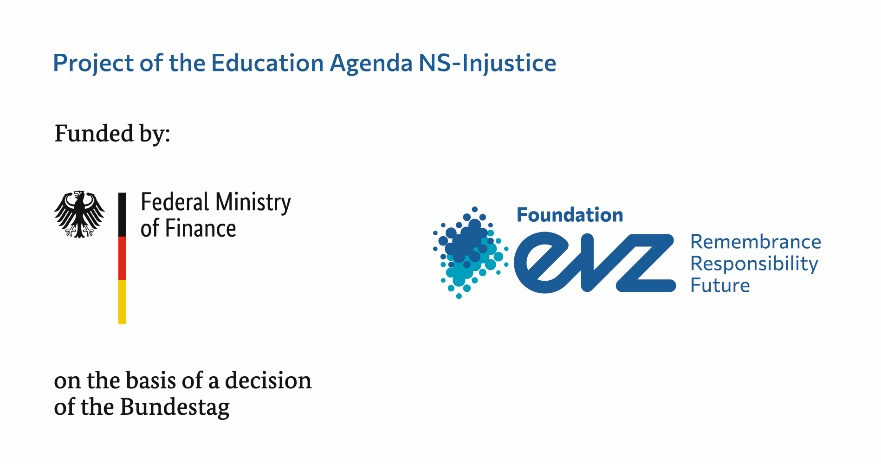 Project of the Education Agenda NS-Injustice
Funded by:
Federal Ministry
of Finance
Foundation
evz
Remembrance
Responsibility
Future
on the basis of a decision
of the Bundestag